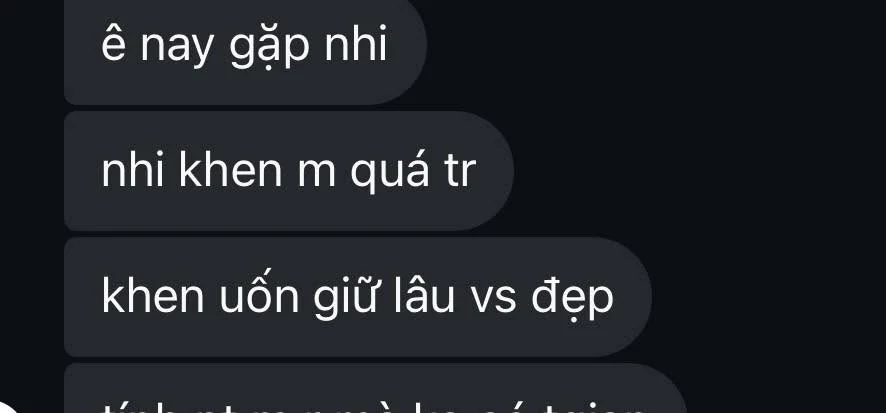 ê nay gặp nhi
nhi khen m quá tr
khen uốn giữ lâu vs đẹp